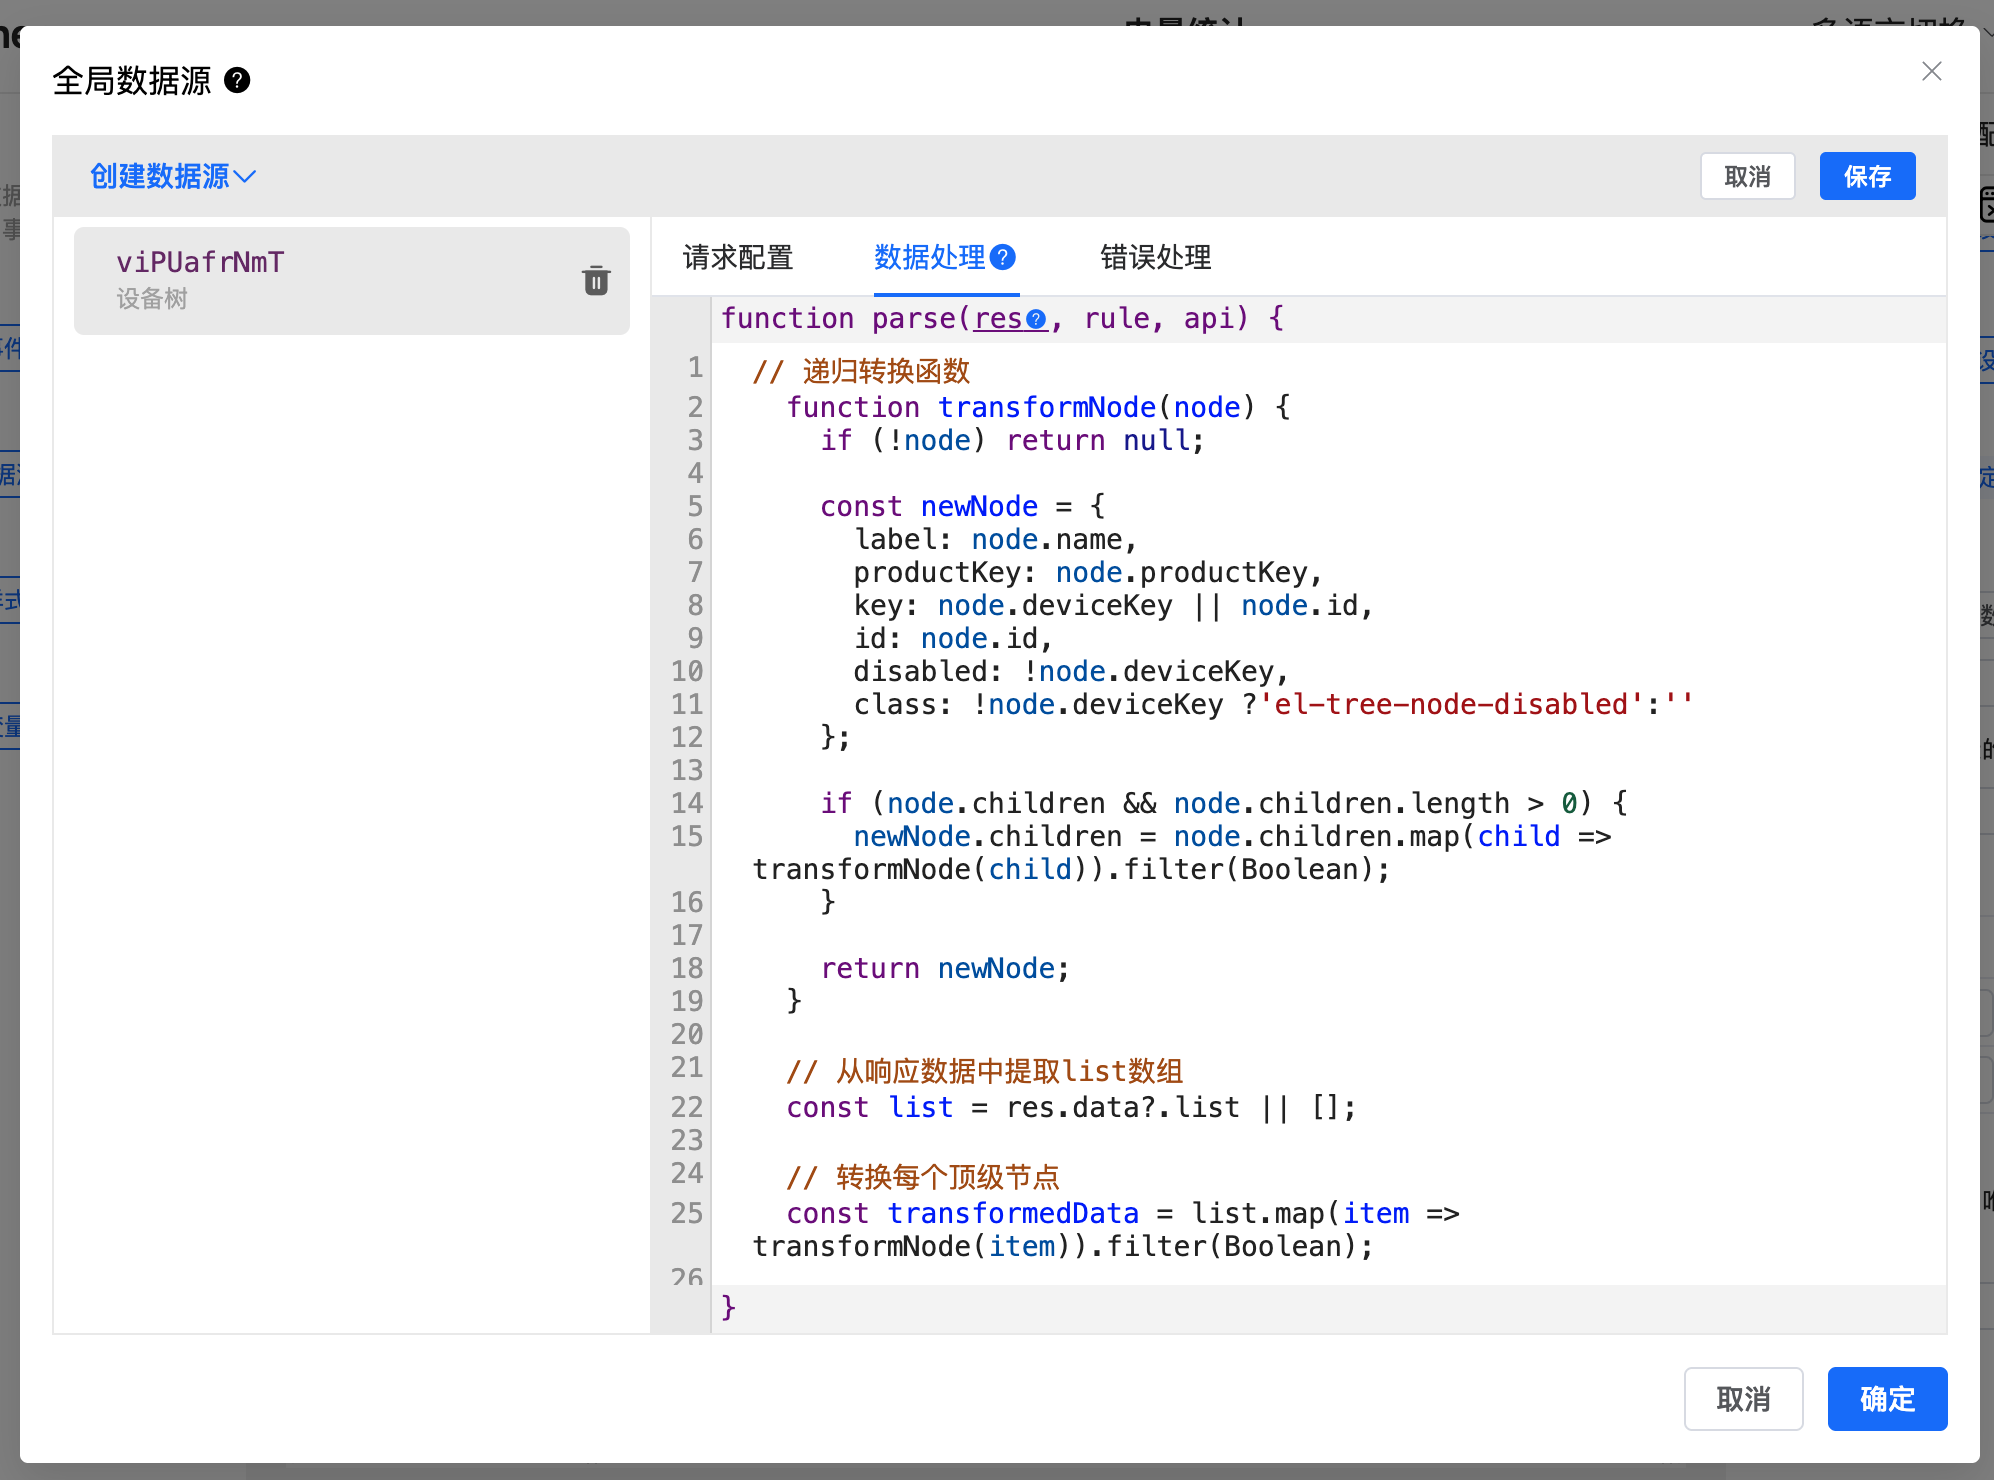 全局数据源 ?
创建数据源
取消
保存
viPUafrNmT
设备树
请求配置
数据处理?
错误处理
function parse(res?, rule, api) {
1 // 递归转换函数
2 function transformNode(node) {
3 if (!node) return null;
4
5 const newNode = {
6 label: node.name,
7 productKey: node.productKey,
8 key: node.deviceKey || node.id,
9 id: node.id,
10 disabled: !node.deviceKey,
11 class: !node.deviceKey ?'el-tree-node-disabled':''
12 };
13
14 if (node.children && node.children.length > 0) {
15 newNode.children = node.children.map(child =>
transformNode(child)).filter(Boolean);
16 }
17
18 return newNode;
19 }
20
21 // 从响应数据中提取list数组
22 const list = res.data?.list || [];
23
24 // 转换每个顶级节点
25 const transformedData = list.map(item =>
transformNode(item)).filter(Boolean);
26
}
取消
确定